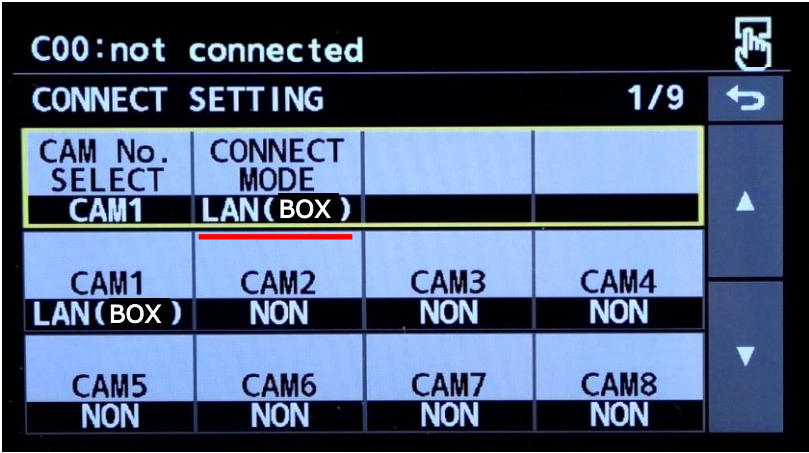 C00:not connected
CONNECT SETTING 1/9
CAM No. SELECT
CONNECT MODE
CAM1
LAN(BOX )
CAM1
CAM2
CAM3
CAM4
LAN(BOX )
NON
NON
NON
CAM5
CAM6
CAM7
CAM8
NON
NON
NON
NON